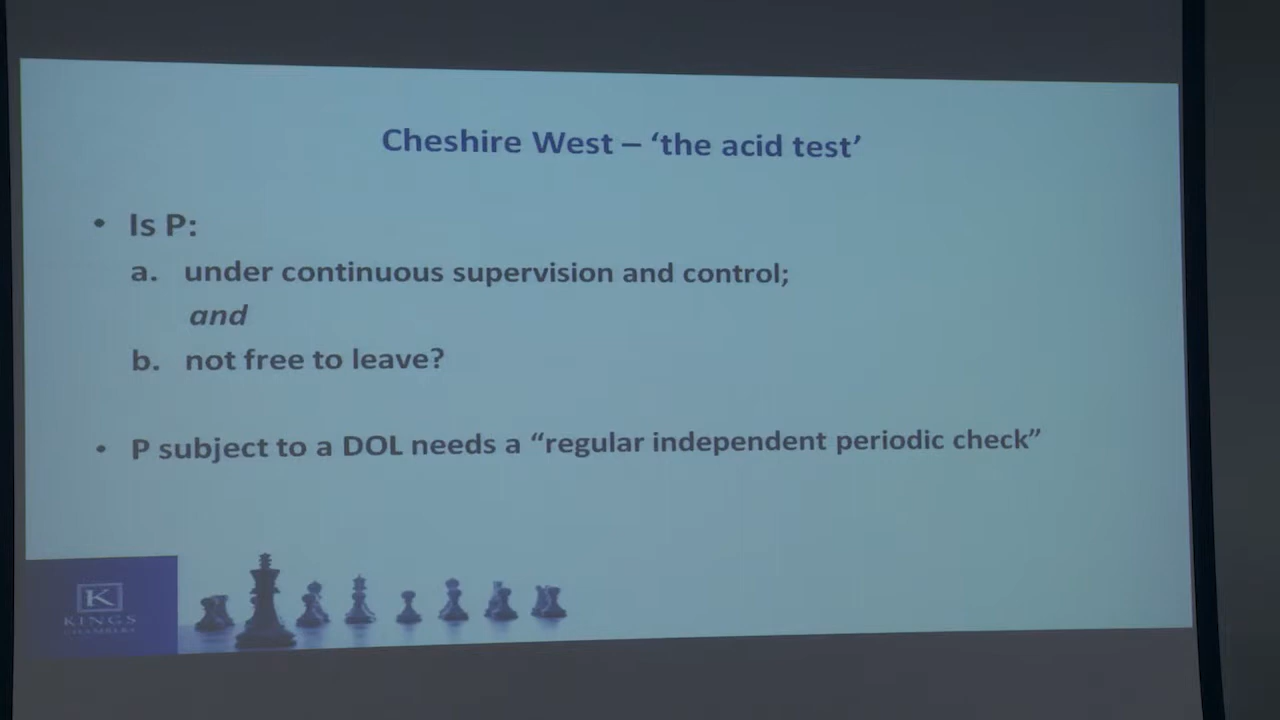 Cheshire West – ‘the acid test’
• Is P:
a. under continuous supervision and control;
and
b. not free to leave?
• P subject to a DOL needs a “regular independent periodic check”
K
KINGS
CHAMBERS